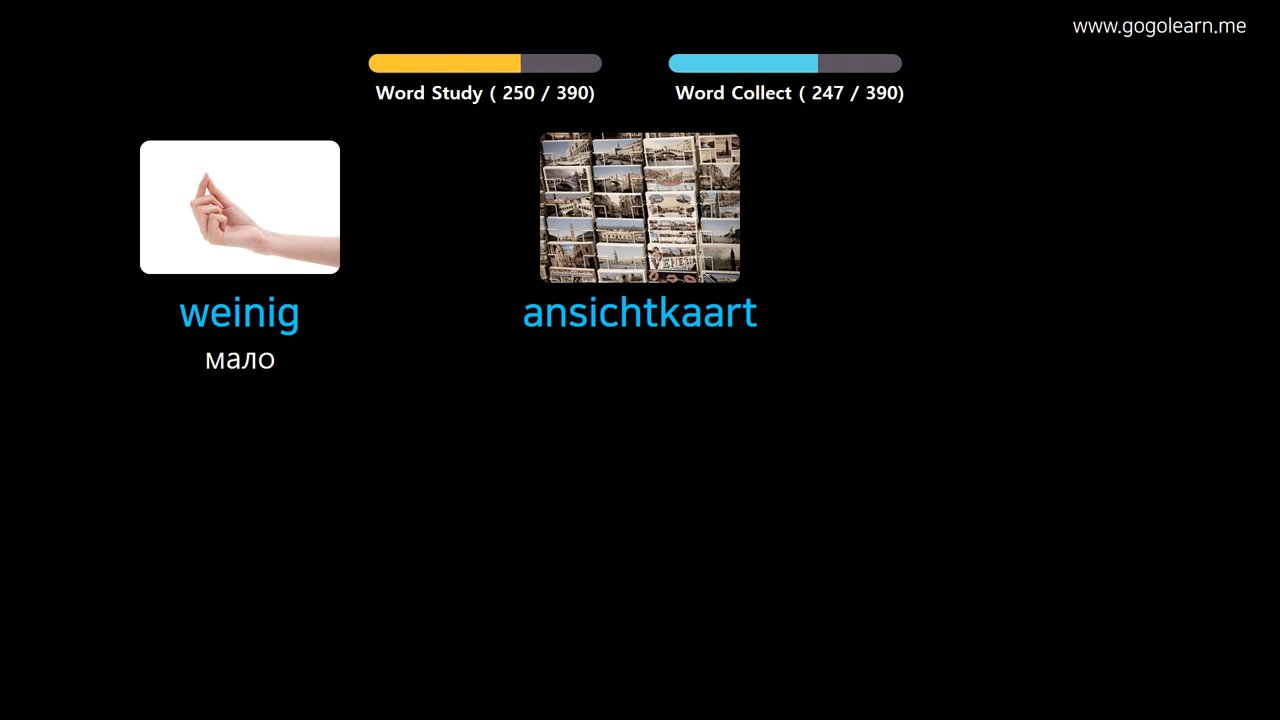 www.gogolearn.me
Word Study ( 250 / 390)
Word Collect ( 247 / 390)
weinig
мало
ansichtkaart